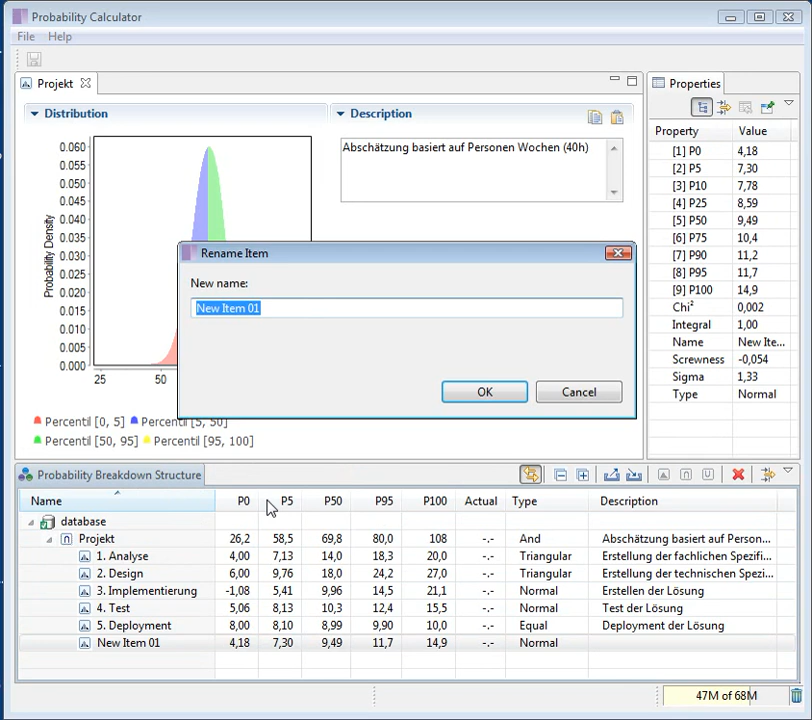 Probability Calculator
File Help
Projekt
Distribution
Description
Abschätzung basiert auf Personen Wochen (40h)
Probability Density
0.060
0.055
0.050
0.045
0.040
0.035
0.030
0.025
0.020
0.015
0.010
0.005
0.000
25 50
Percentil [0, 5] Percentil [5, 50]
Percentil [50, 95] Percentil [95, 100]
Rename Item
New name:
New Item 01
OK Cancel
Properties
Property Value
[1] P0 4,18
[2] P5 7,30
[3] P10 7,78
[4] P25 8,59
[5] P50 9,49
[6] P75 10,4
[7] P90 11,2
[8] P95 11,7
[9] P100 14,9
Chi² 0,002
Integral 1,00
Name New Ite...
Screwness -0,054
Sigma 1,33
Type Normal
Probability Breakdown Structure
Name P0 P5 P50 P95 P100 Actual Type Description
database
Projekt 26,2 58,5 69,8 80,0 108 -.- And Abschätzung basiert auf Person...
1. Analyse 4,00 7,13 14,0 18,3 20,0 -.- Triangular Erstellung der fachlichen Spezifi...
2. Design 6,00 9,76 18,0 24,2 27,0 -.- Triangular Erstellung der technischen Spezi...
3. Implementierung -1,08 5,41 9,96 14,5 21,1 -.- Normal Erstellen der Lösung
4. Test 5,06 8,13 10,3 12,4 15,5 -.- Normal Test der Lösung
5. Deployment 8,00 8,10 8,99 9,90 10,0 -.- Equal Deployment der Lösung
New Item 01 4,18 7,30 9,49 11,7 14,9 -.- Normal
47M of 68M